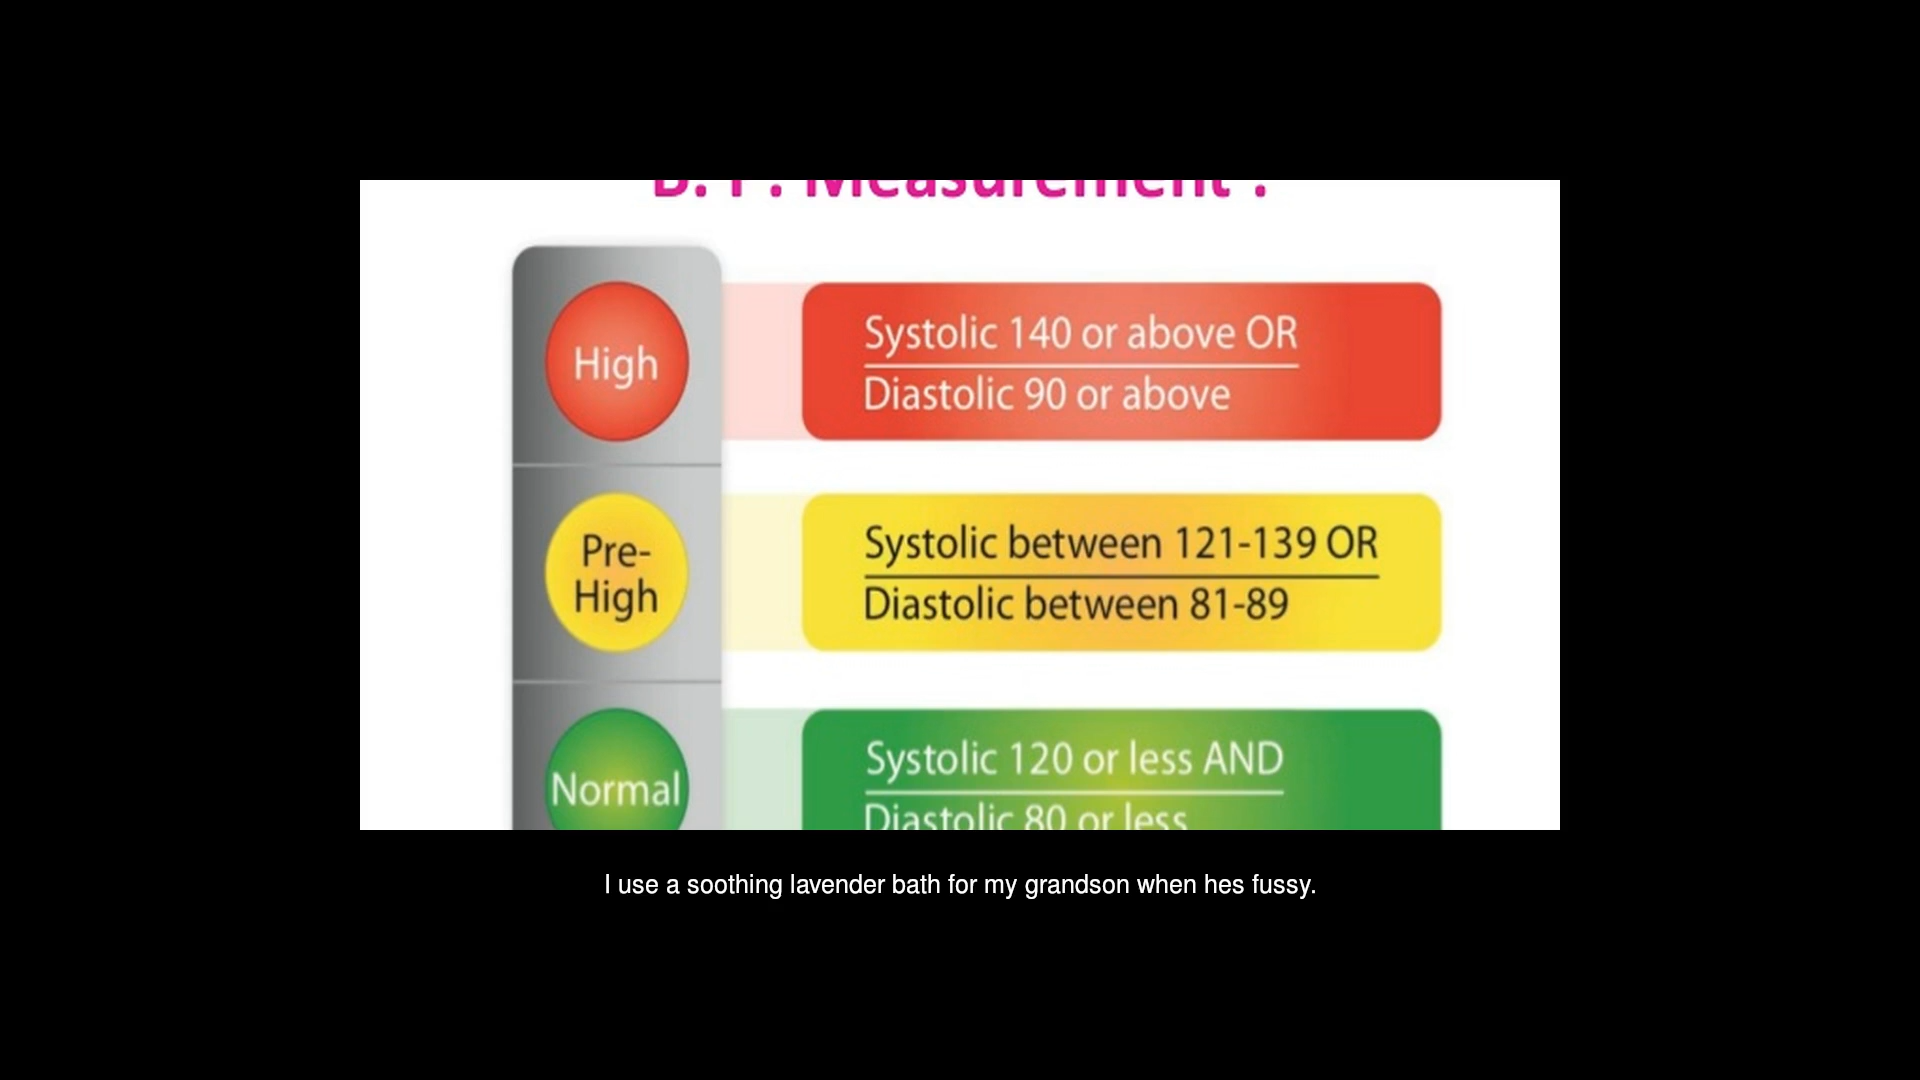 B. P. Measurement :
High
Systolic 140 or above OR
Diastolic 90 or above
Pre-
High
Systolic between 121-139 OR
Diastolic between 81-89
Normal
Systolic 120 or less AND
Diastolic 80 or less
I use a soothing lavender bath for my grandson when hes fussy.